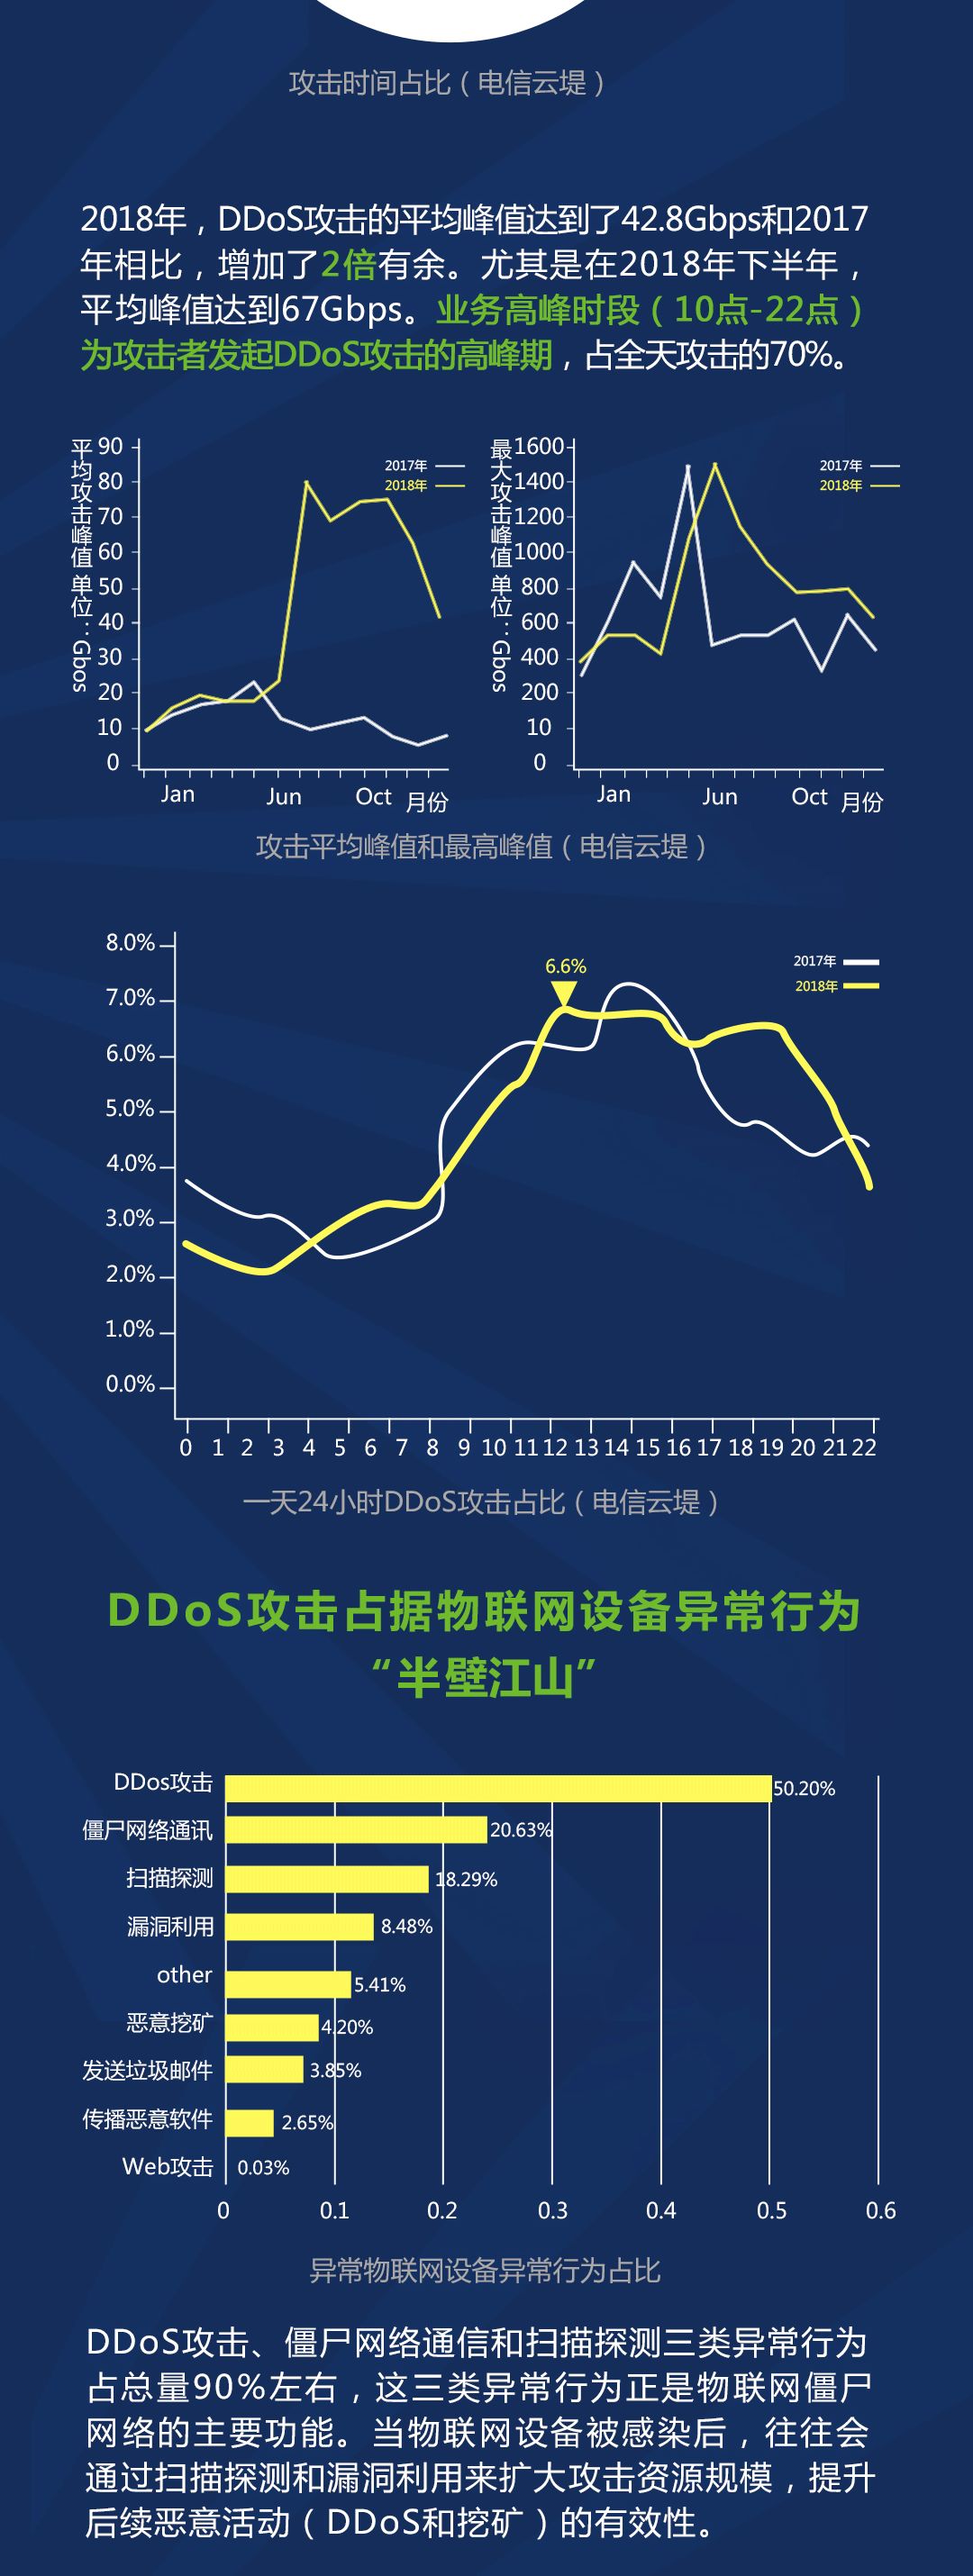 攻击时间占比（电信云堤）
2018年，DDoS攻击的平均峰值达到了42.8Gbps和2017
年相比，增加了2倍有余。尤其是在2018年下半年，
平均峰值达到67Gbps。业务高峰时段（10点-22点）
为攻击者发起DDoS攻击的高峰期，占全天攻击的70%。
平均攻击峰值 单位：Gbos
90
80
70
60
50
40
30
20
10
0
2017年
2018年
Jan Jun Oct 月份
最大攻击峰值 单位：Gbos
1600
1400
1200
1000
800
600
400
200
10
0
2017年
2018年
Jan Jun Oct 月份
攻击平均峰值和最高峰值（电信云堤）
8.0%
7.0%
6.0%
5.0%
4.0%
3.0%
2.0%
1.0%
0.0%
6.6%
2017年
2018年
0 1 2 3 4 5 6 7 8 9 10 11 12 13 14 15 16 17 18 19 20 21 22
一天24小时DDoS攻击占比（电信云堤）
DDoS攻击占据物联网设备异常行为
“半壁江山”
DDos攻击 50.20%
僵尸网络通讯 20.63%
扫描探测 18.29%
漏洞利用 8.48%
other 5.41%
恶意挖矿 4.20%
发送垃圾邮件 3.85%
传播恶意软件 2.65%
Web攻击 0.03%
0 0.1 0.2 0.3 0.4 0.5 0.6
异常物联网设备异常行为占比
DDoS攻击、僵尸网络通信和扫描探测三类异常行为
占总量90%左右，这三类异常行为正是物联网僵尸
网络的主要功能。当物联网设备被感染后，往往会
通过扫描探测和漏洞利用来扩大攻击资源规模，提升
后续恶意活动（DDoS和挖矿）的有效性。